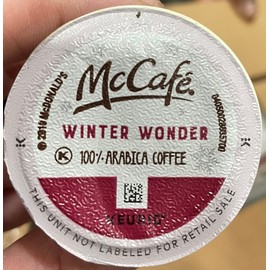 McCafé
WINTER WONDER
K 100% ARABICA COFFEE
KEURIG
THIS UNIT NOT LABELED FOR RETAIL SALE
© 2019 McDONALD'S